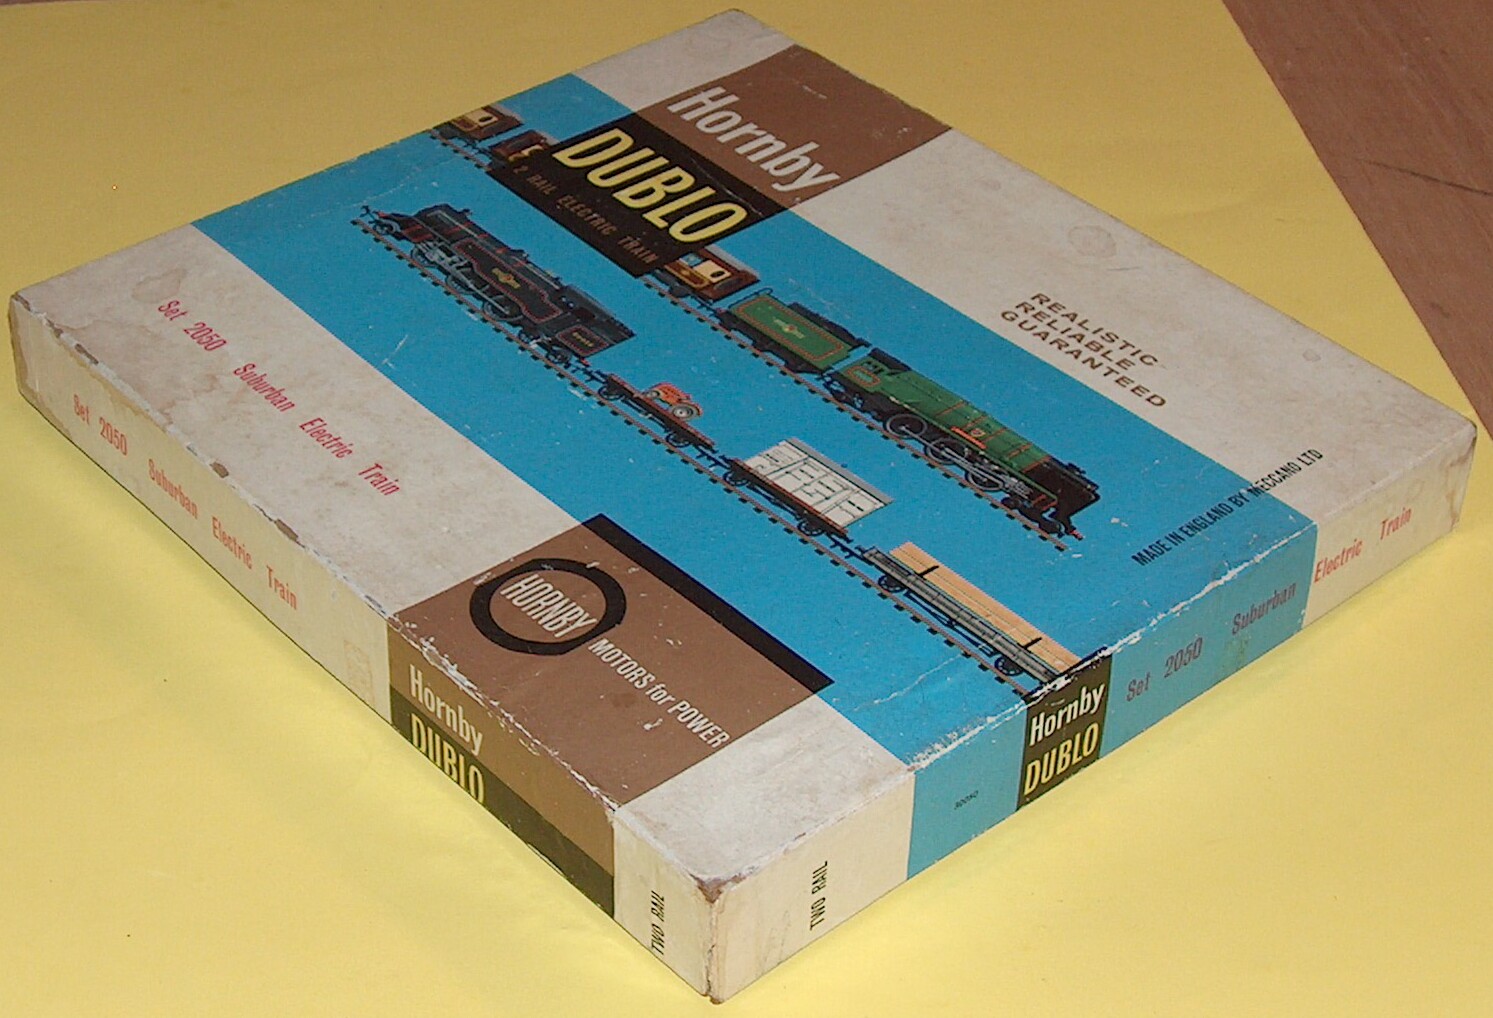 Hornby
DUBLO
2 RAIL ELECTRIC TRAIN
REALISTIC
RELIABLE
GUARANTEED
MADE IN ENGLAND BY MECCANO LTD
Set 2050 Suburban Electric Train
HORNBY
MOTORS for POWER
Set 2050 Suburban Electric Train
Hornby
DUBLO
TWO RAIL
TWO RAIL
Hornby
DUBLO
Set 2050 Suburban Electric Train